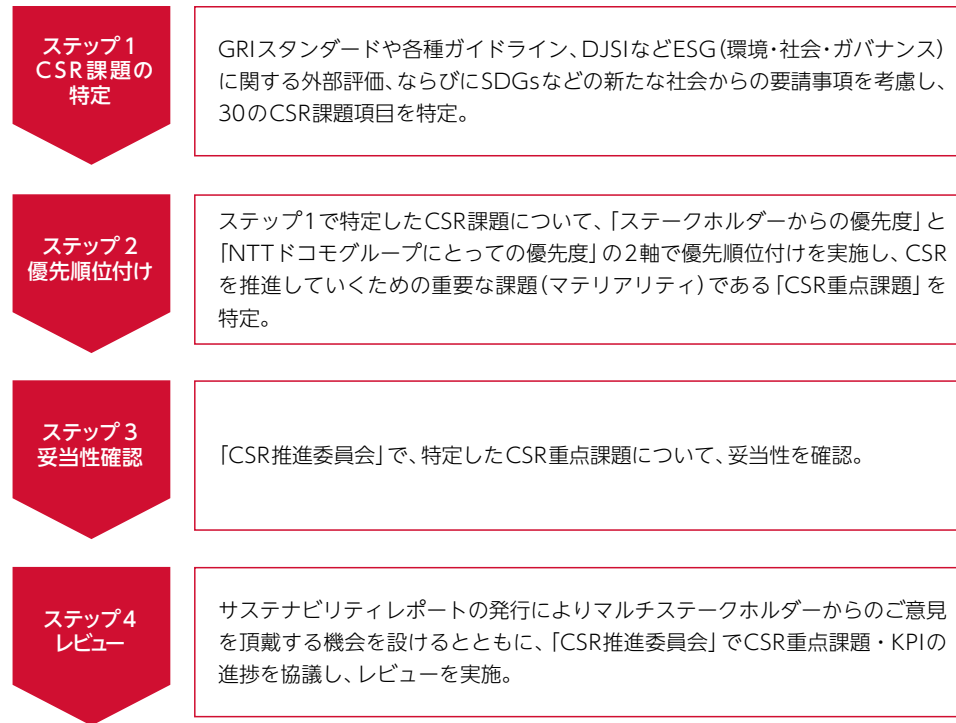 ステップ1
CSR課題の
特定
GRIスタンダードや各種ガイドライン、DJSIなどESG(環境・社会・ガバナンス)
に関する外部評価、ならびにSDGsなどの新たな社会からの要請事項を考慮し、
30のCSR課題項目を特定。
ステップ2
優先順位付け
ステップ1で特定したCSR課題について、「ステークホルダーからの優先度」と
「NTTドコモグループにとっての優先度」の2軸で優先順位付けを実施し、CSR
を推進していくための重要な課題(マテリアリティ)である「CSR重点課題」を
特定。
ステップ3
妥当性確認
「CSR推進委員会」で、特定したCSR重点課題について、妥当性を確認。
ステップ4
レビュー
サステナビリティレポートの発行によりマルチステークホルダーからのご意見
を頂戴する機会を設けるとともに、「CSR推進委員会」でCSR重点課題・KPIの
進捗を協議し、レビューを実施。